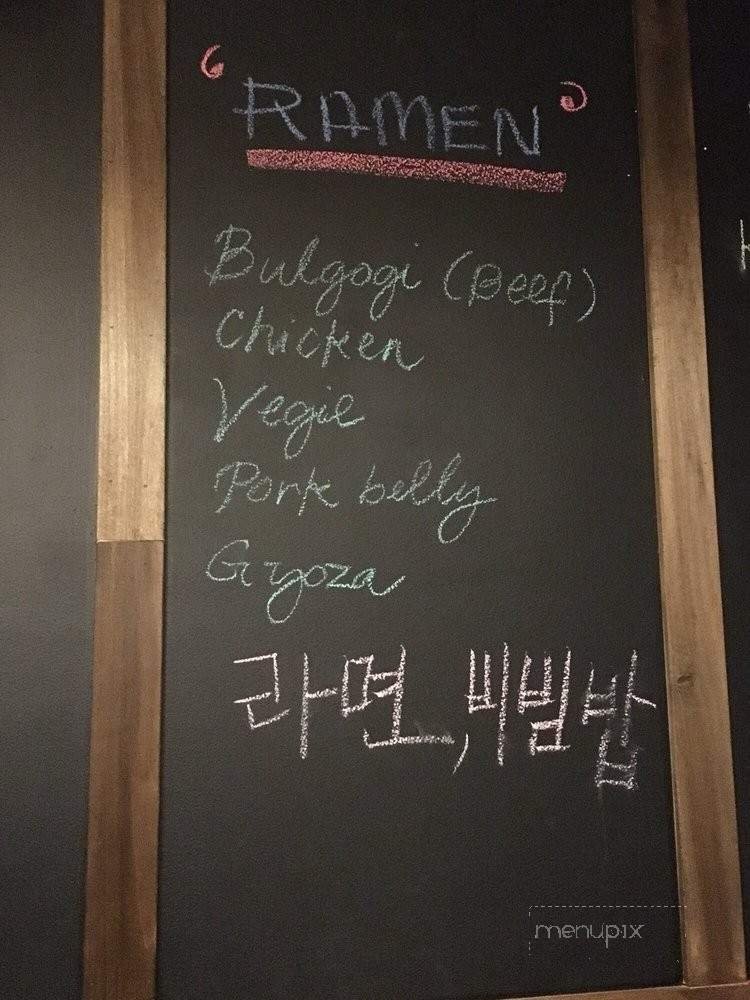 ‘RAMEN’
Bulgogi (Beef)
Chicken
Vegie
Pork belly
Gyoza
라면, 비빔밥
menupix